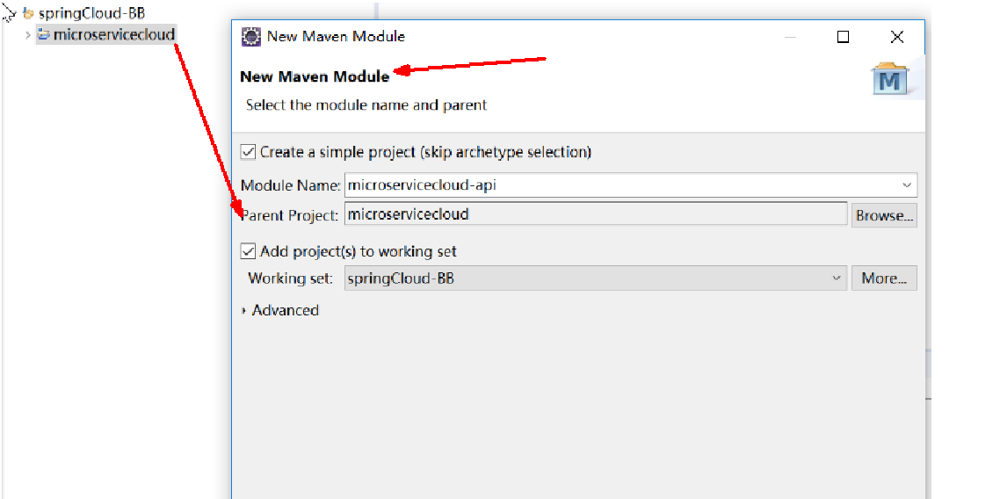 springCloud-BB
microservicecloud
New Maven Module
New Maven Module
Select the module name and parent
M
Create a simple project (skip archetype selection)
Module Name: microservicecloud-api
Parent Project: microservicecloud Browse...
Add project(s) to working set
Working set: springCloud-BB More...
Advanced